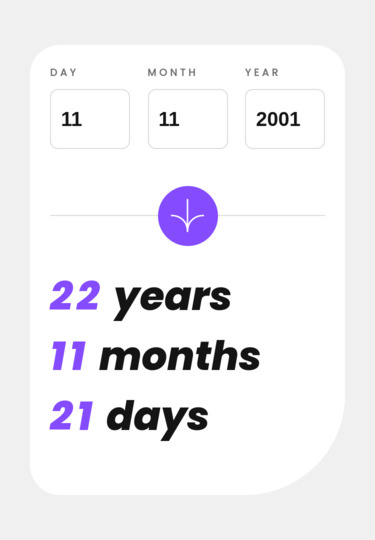 DAY MONTH YEAR
11 11 2001
22 years
11 months
21 days